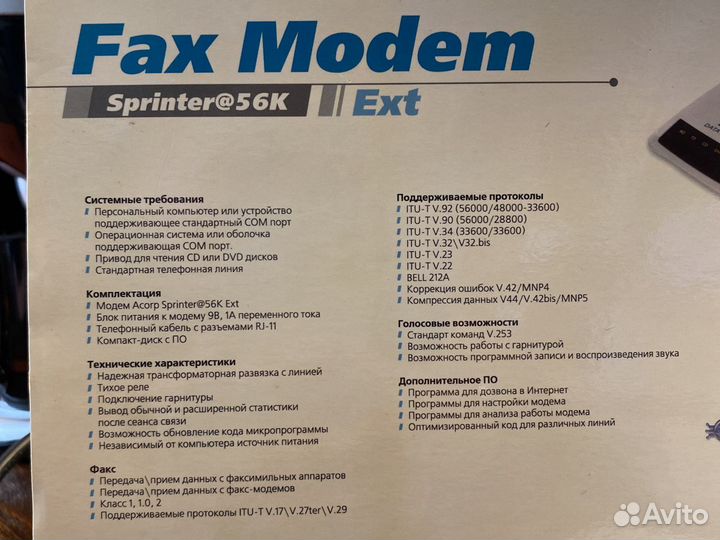 Fax Modem
Sprinter@56K Ext
DATA
Системные требования
Персональный компьютер или устройство
поддерживающее стандартный COM порт
Операционная система или оболочка
поддерживающая COM порт.
Привод для чтения CD или DVD дисков
Стандартная телефонная линия
Комплектация
Модем Acorp Sprinter@56K Ext
Блок питания к модему 9В, 1А переменного тока
Телефонный кабель с разъемами RJ-11
Компакт-диск с ПО
Технические характеристики
Надежная трансформаторная развязка с линией
Тихое реле
Подключение гарнитуры
Вывод обычной и расширенной статистики
после сеанса связи
Возможность обновление кода микропрограммы
Независимый от компьютера источник питания
Факс
Передача\прием данных с факсимильных аппаратов
Передача\прием данных с факс-модемов
Класс 1, 1.0, 2
Поддерживаемые протоколы ITU-T V.17\V.27ter\V.29
Поддерживаемые протоколы
ITU-T V.92 (56000/48000-33600)
ITU-T V.90 (56000/28800)
ITU-T V.34 (33600/33600)
ITU-T V.32\V32.bis
ITU-T V.23
ITU-T V.22
BELL 212A
Коррекция ошибок V.42/MNP4
Компрессия данных V44/V.42bis/MNP5
Голосовые возможности
Стандарт команд V.253
Возможность работы с гарнитурой
Возможность программной записи и воспроизведения звука
Дополнительное ПО
Программа для дозвона в Интернет
Программы для настройки модема
Программы для анализа работы модема
Оптимизированный код для различных линий
Avito